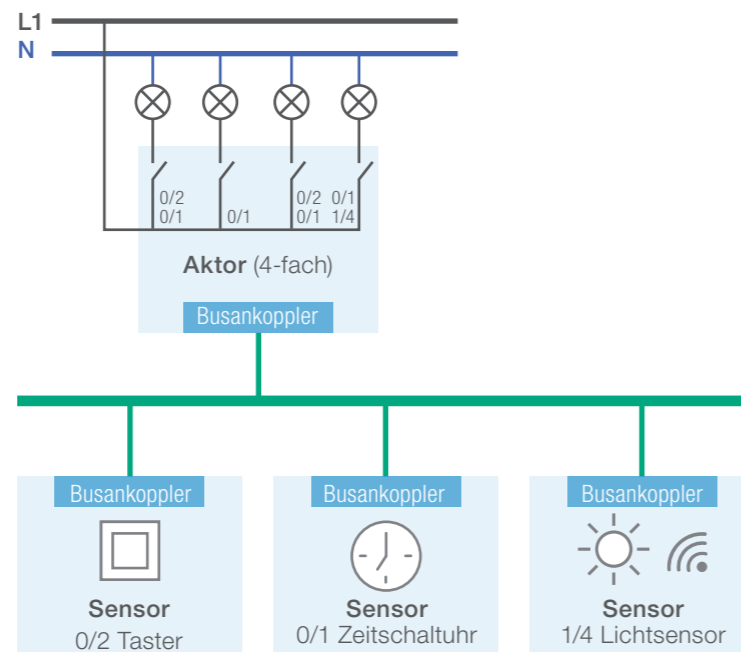 L1
N
0/2
0/1
0/1
0/2
0/1
0/1
1/4
Aktor (4-fach)
Busankoppler
Busankoppler
Busankoppler
Busankoppler
Sensor
0/2 Taster
Sensor
0/1 Zeitschaltuhr
Sensor
1/4 Lichtsensor